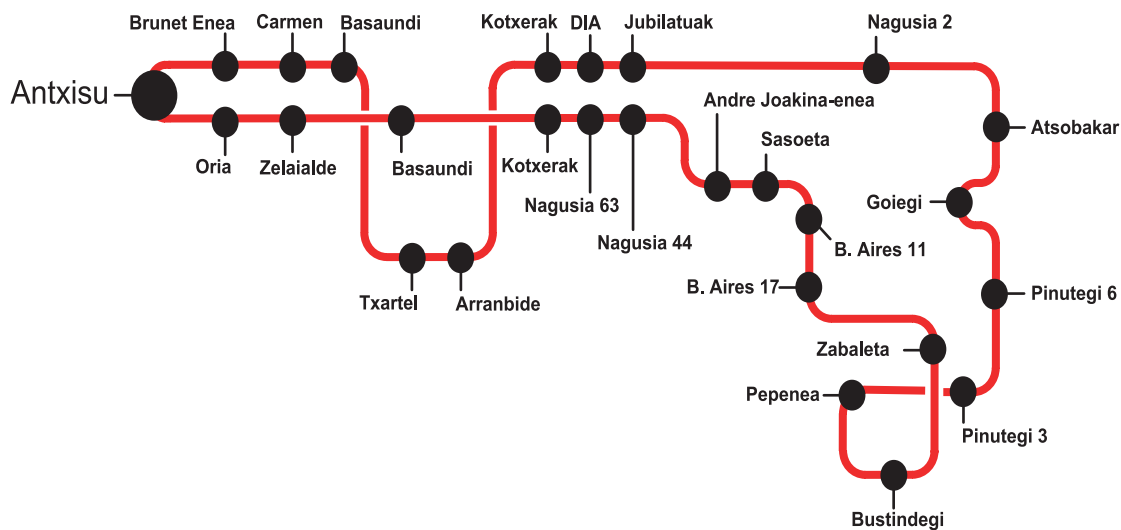 Brunet Enea
Carmen
Basaundi
Kotxerak
DIA
Jubilatuak
Nagusia 2
Antxisu
Andre Joakina-enea
Atsobakar
Sasoeta
Oria
Zelaialde
Basaundi
Kotxerak
Nagusia 63
Goiegi
Nagusia 44
B. Aires 11
Txartel
Arranbide
B. Aires 17
Pinutegi 6
Zabaleta
Pepenea
Pinutegi 3
Bustindegi